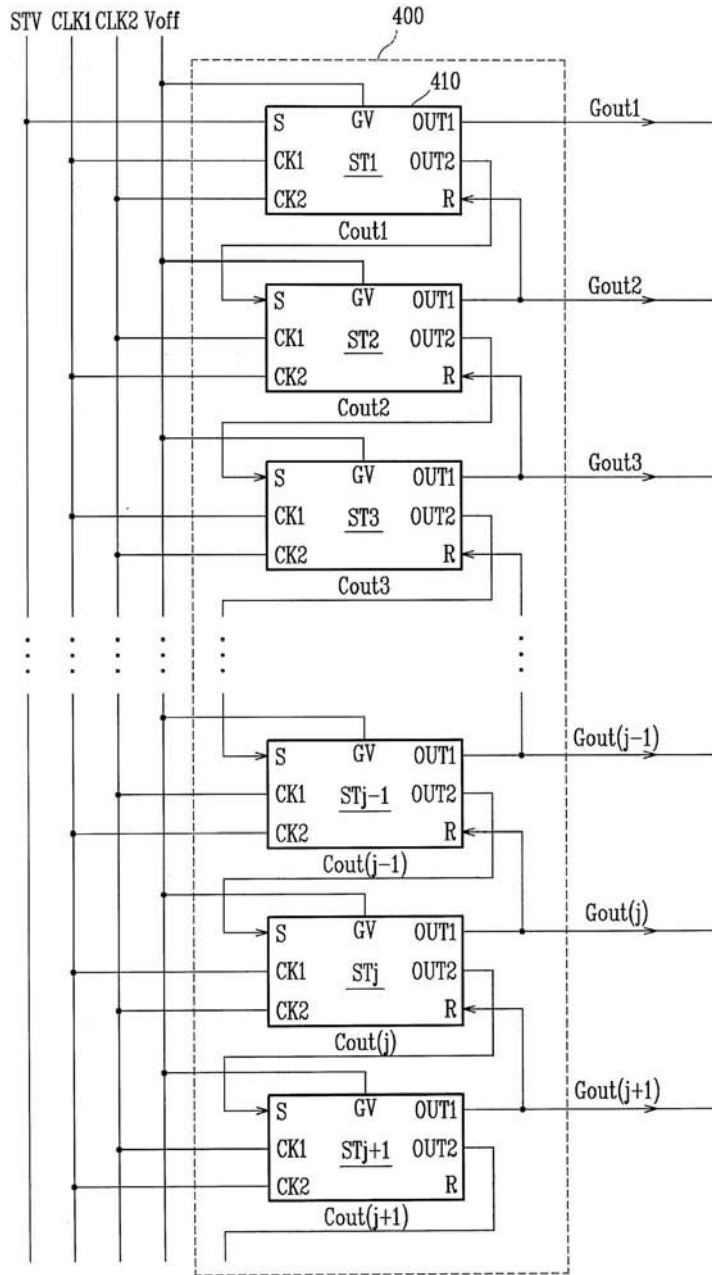 STV CLK1 CLK2 Voff
400
410
S GV OUT1
CK1 ST1 OUT2
CK2 R
Gout1
Cout1
S GV OUT1
CK1 ST2 OUT2
CK2 R
Gout2
Cout2
S GV OUT1
CK1 ST3 OUT2
CK2 R
Gout3
Cout3
S GV OUT1
CK1 STj-1 OUT2
CK2 R
Gout(j-1)
Cout(j-1)
S GV OUT1
CK1 STj OUT2
CK2 R
Gout(j)
Cout(j)
S GV OUT1
CK1 STj+1 OUT2
CK2 R
Gout(j+1)
Cout(j+1)